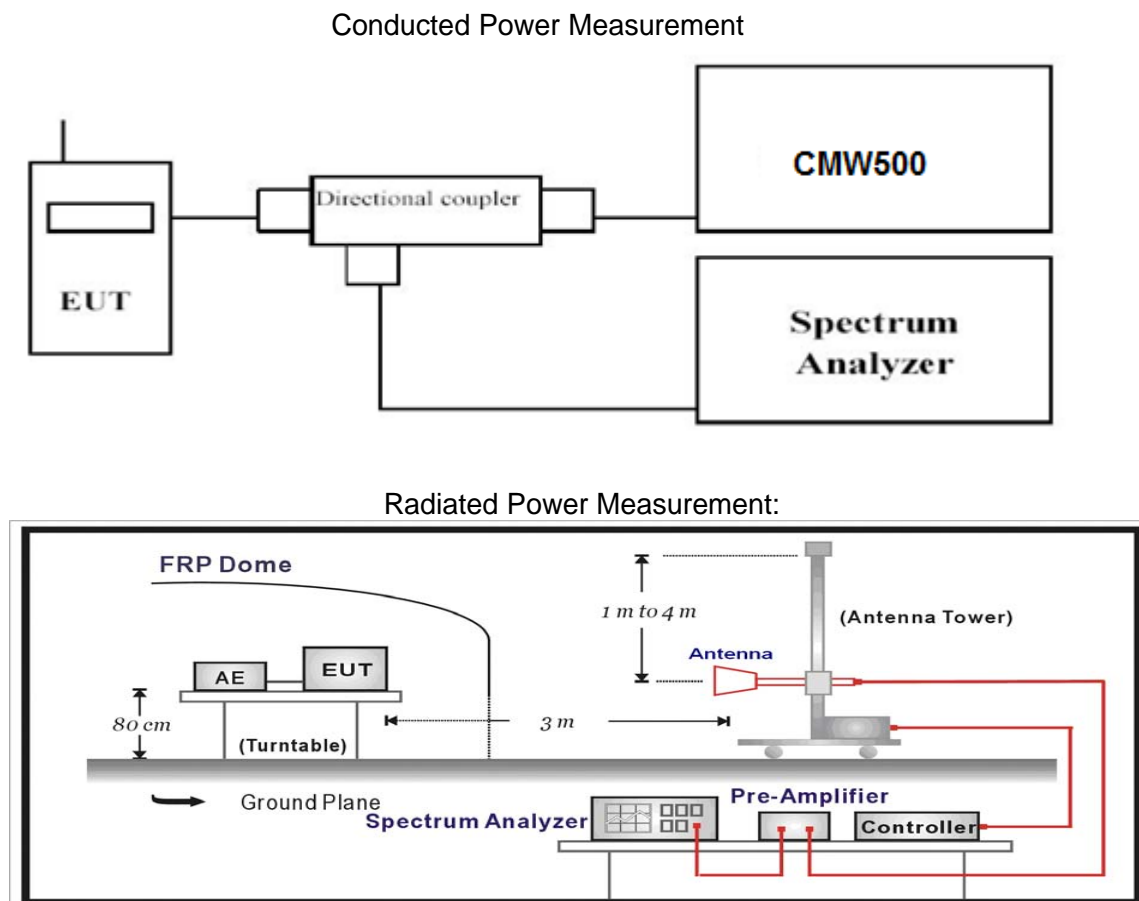 Conducted Power Measurement
CMW500
Directional coupler
EUT
Spectrum
Analyzer
Radiated Power Measurement:
FRP Dome
1 m to 4 m
(Antenna Tower)
Antenna
AE
EUT
80 cm
3 m
(Turntable)
Ground Plane
Pre-Amplifier
Spectrum Analyzer
Controller